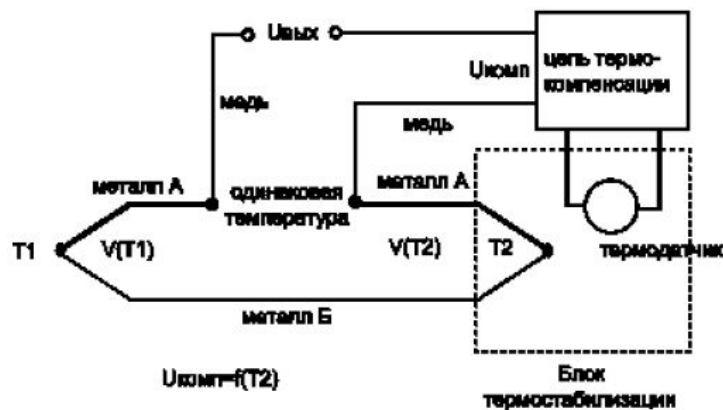 Uвых
цепь термо-
компенсации
Uкомп
медь
медь
металл А
одинаковая
температура
металл А
термодатчик
T1
V(T1)
V(T2)
T2
металл Б
Uкомп=f(T2)
Блок
термостабилизации